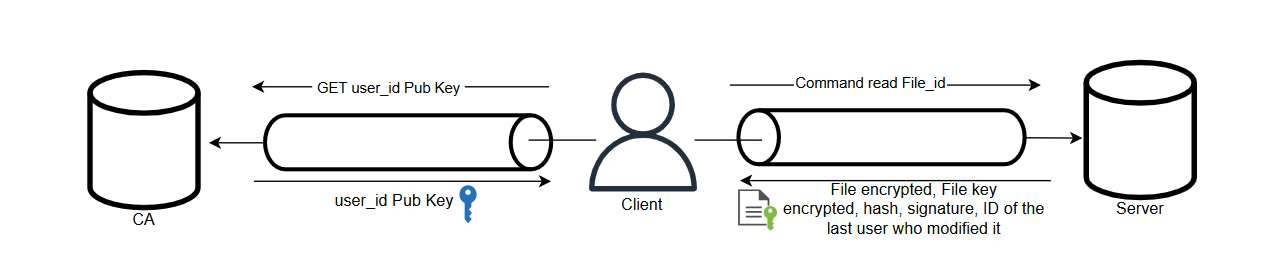 GET user_id Pub Key
Command read File_id
user_id Pub Key
File encrypted, File key
encrypted, hash, signature, ID of the
last user who modified it
CA
Client
Server